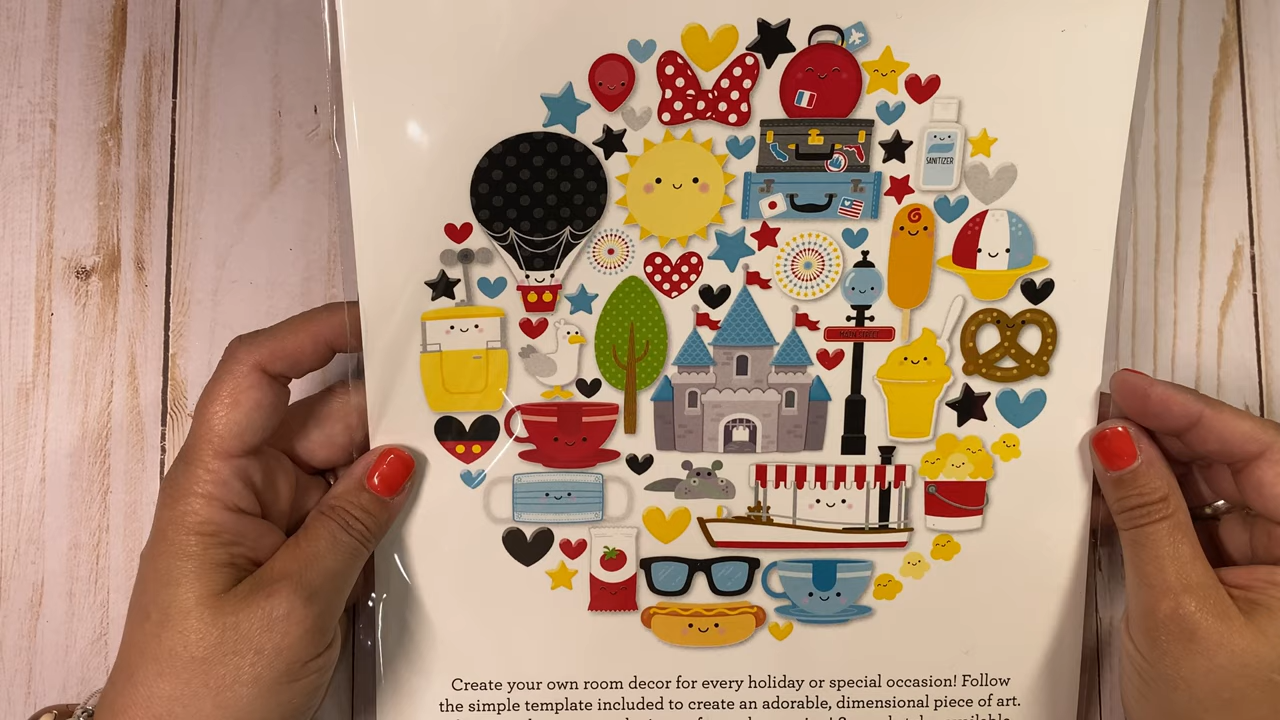 SANITIZER
MAIN STREET
Create your own room decor for every holiday or special occasion! Follow
the simple template included to create an adorable, dimensional piece of art.